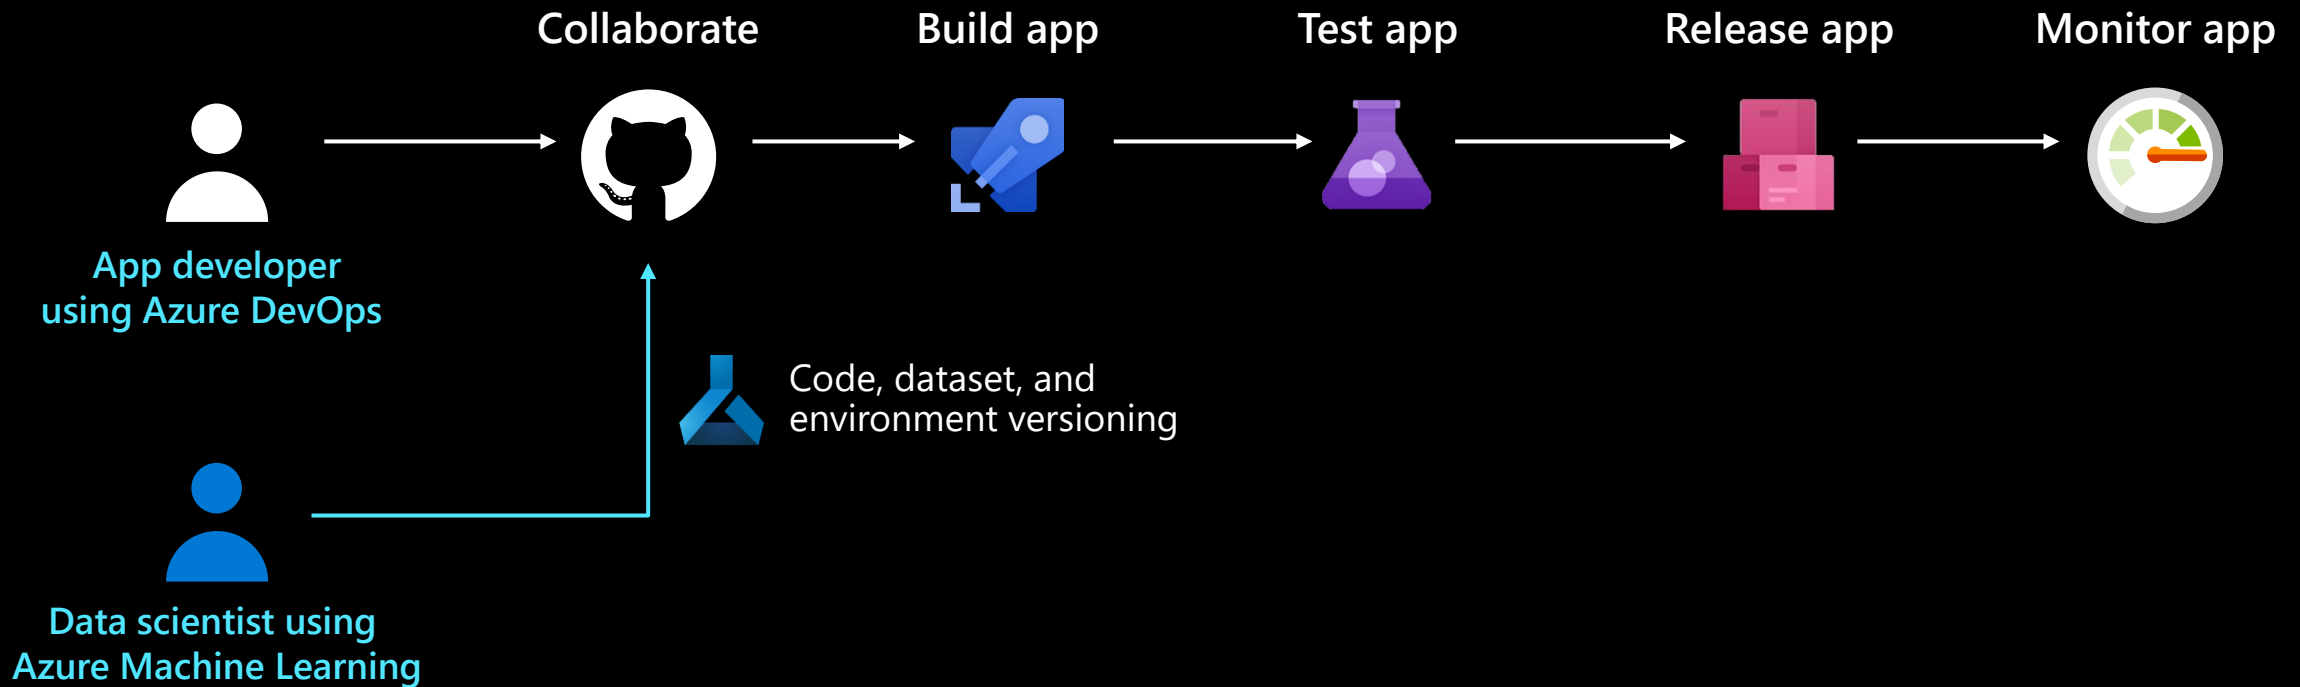 Collaborate
Build app
Test app
Release app
Monitor app
App developer
using Azure DevOps
Code, dataset, and
environment versioning
Data scientist using
Azure Machine Learning